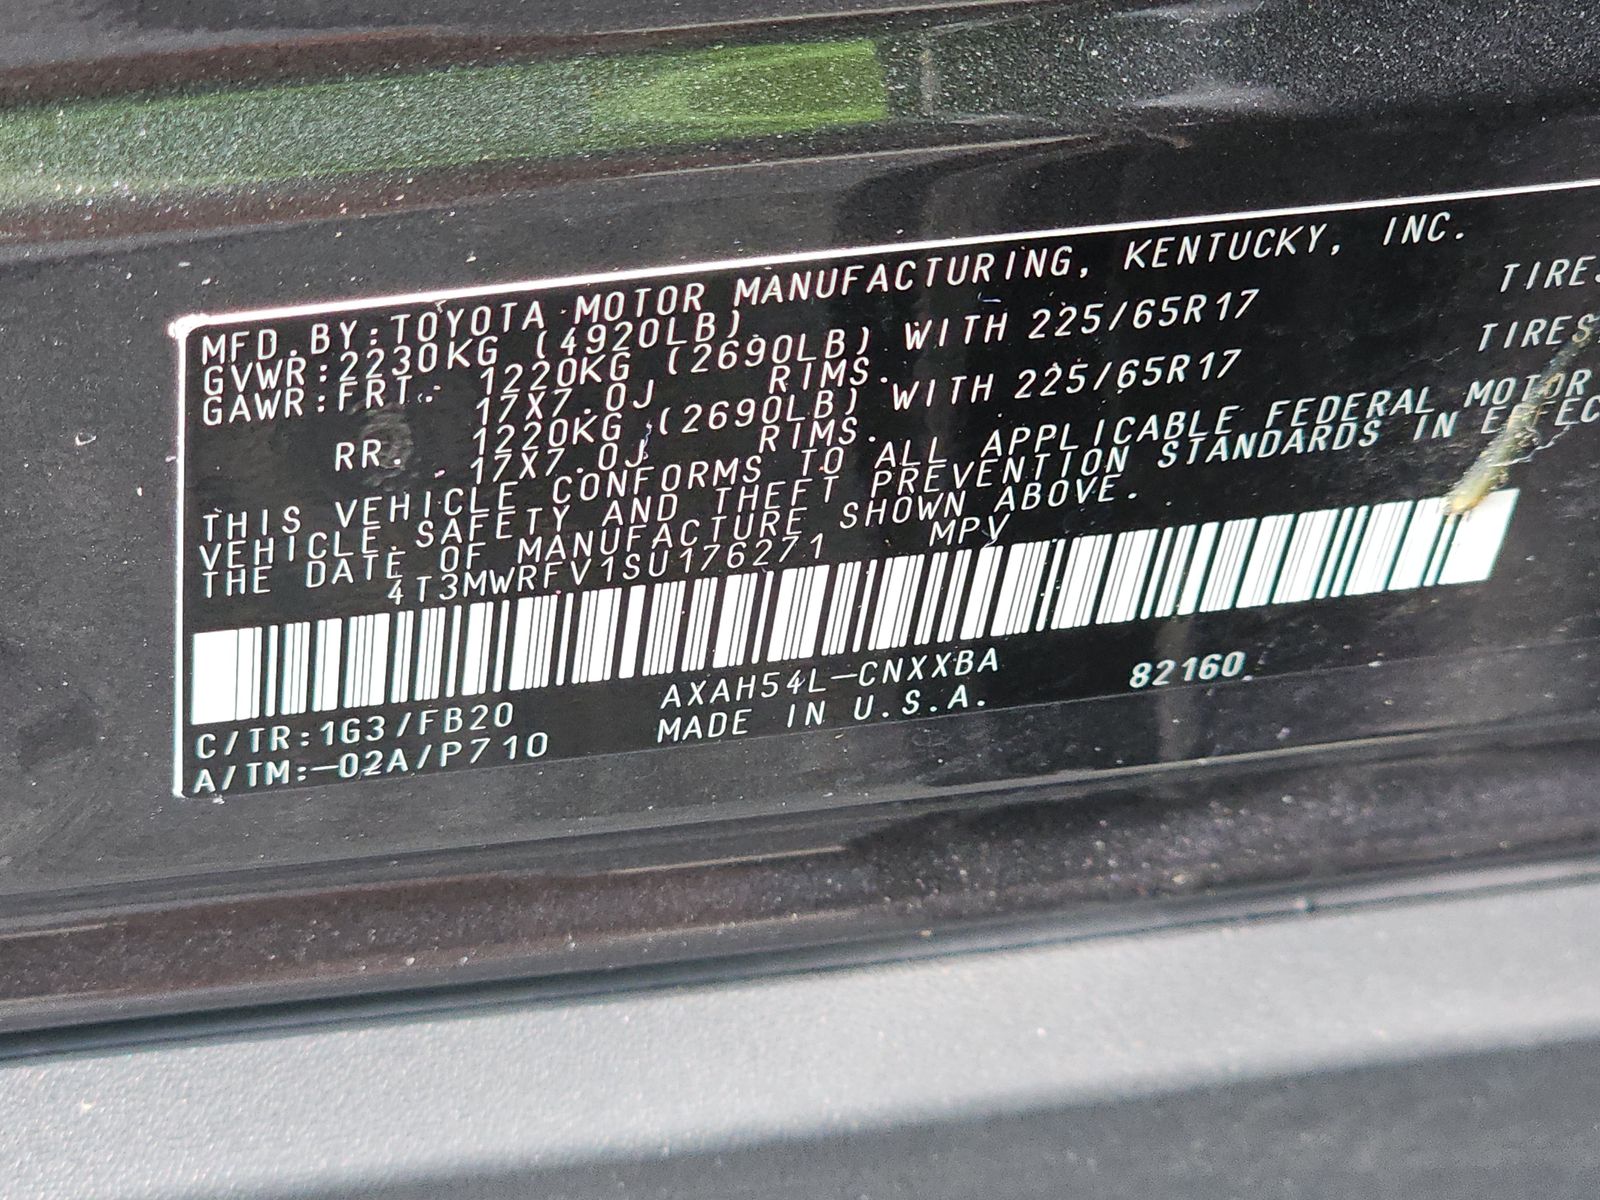 MFD.BY:TOYOTA MOTOR MANUFACTURING, KENTUCKY, INC.
GVWR:2230KG (4920LB)
GAWR:FRT. 1220KG (2690LB) WITH 225/65R17 TIRES
17X7.0J RIMS.
RR. 1220KG (2690LB) WITH 225/65R17 TIRES
17X7.0J RIMS.
THIS VEHICLE CONFORMS TO ALL APPLICABLE FEDERAL MOTOR
VEHICLE SAFETY AND THEFT PREVENTION STANDARDS IN EFFEC
THE DATE OF MANUFACTURE SHOWN ABOVE.
4T3MWRFV1SU176271 MPV
C/TR:1G3/FB20 AXAH54L-CNXXBA 82160
A/TM:-02A/P710 MADE IN U.S.A.